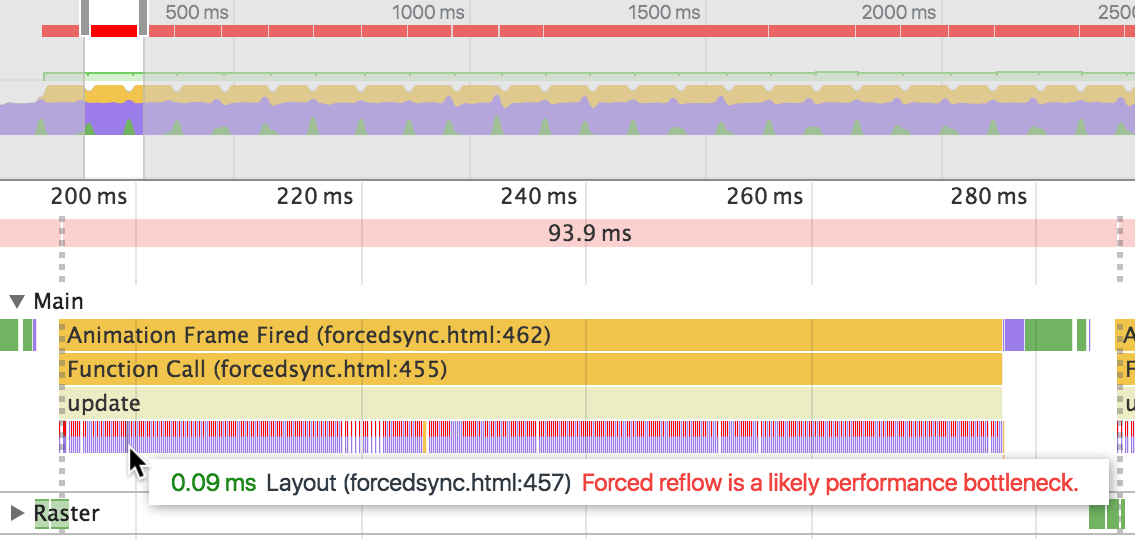 500 ms 1000 ms 1500 ms 2000 ms 250
200 ms 220 ms 240 ms 260 ms 280 ms
93.9 ms
Main
Animation Frame Fired (forcedsync.html:462) A
Function Call (forcedsync.html:455) F
update u
0.09 ms Layout (forcedsync.html:457) Forced reflow is a likely performance bottleneck.
Raster